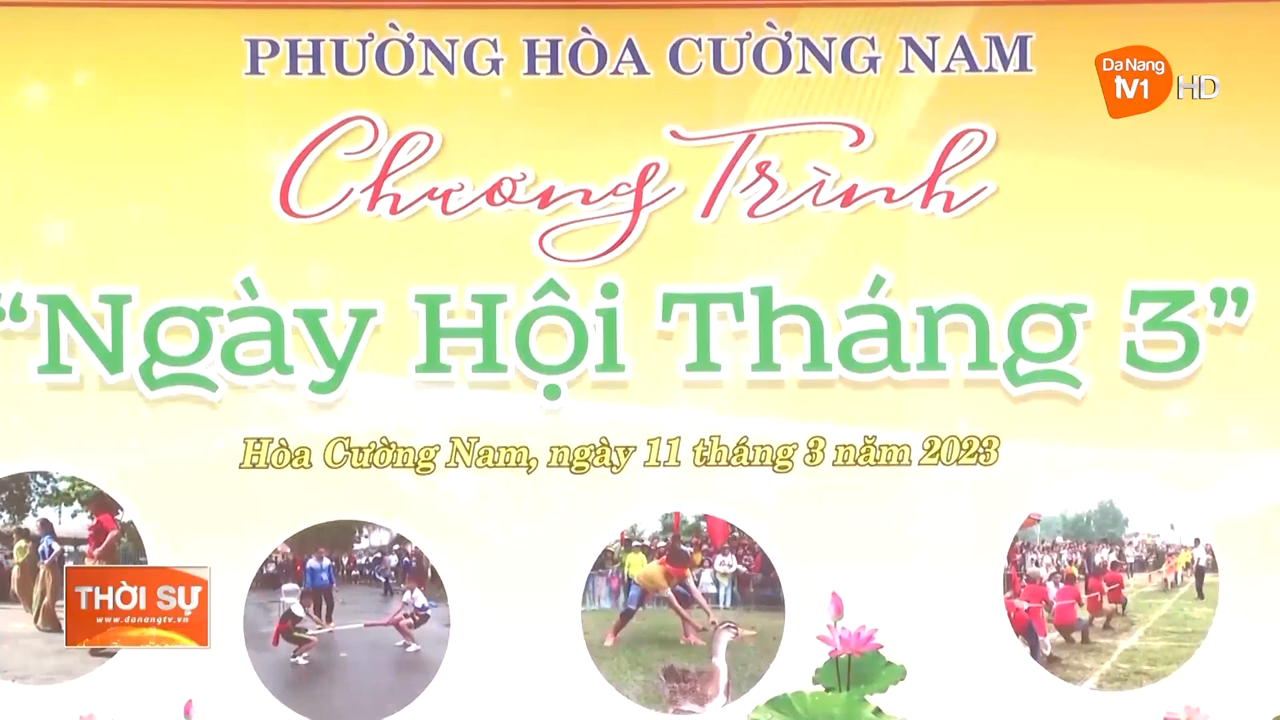 PHƯỜNG HÒA CƯỜNG NAM
Da Nang
TV1 HD
Chương Trình
“Ngày Hội Tháng 3”
Hòa Cường Nam, ngày 11 tháng 3 năm 2023
THỜI SỰ
www.danangtv.vn